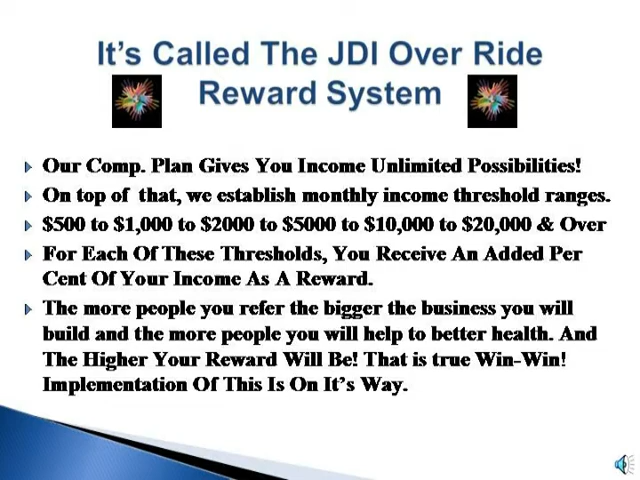 It's Called The JDI Over Ride
Reward System
Our Comp. Plan Gives You Income Unlimited Possibilities!
On top of that, we establish monthly income threshold ranges.
$500 to $1,000 to $2000 to $5000 to $10,000 to $20,000 & Over
For Each Of These Thresholds, You Receive An Added Per
Cent Of Your Income As A Reward.
The more people you refer the bigger the business you will
build and the more people you will help to better health. And
The Higher Your Reward Will Be! That is true Win-Win!
Implementation Of This Is On It's Way.